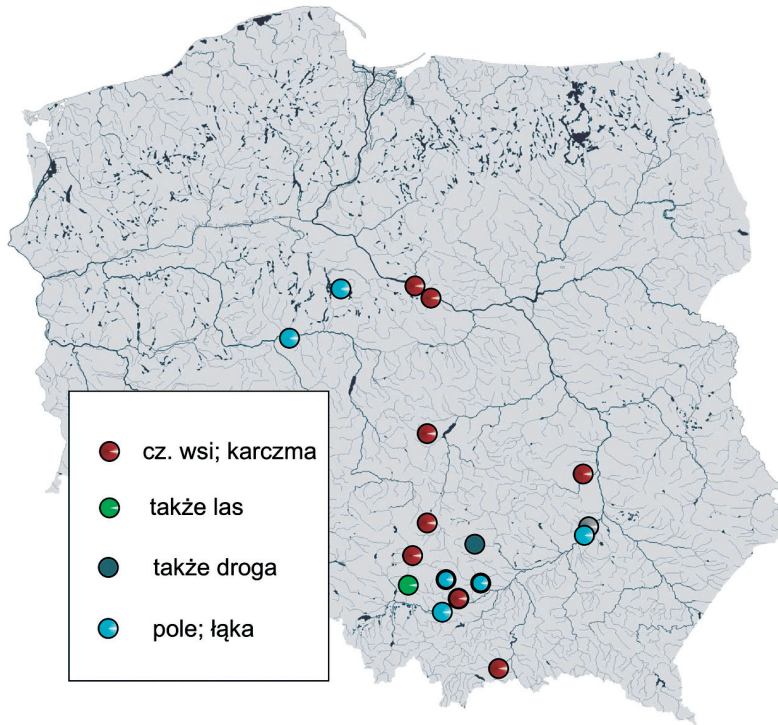 cz. wsi; karczma
także las
także droga
pole; łąka